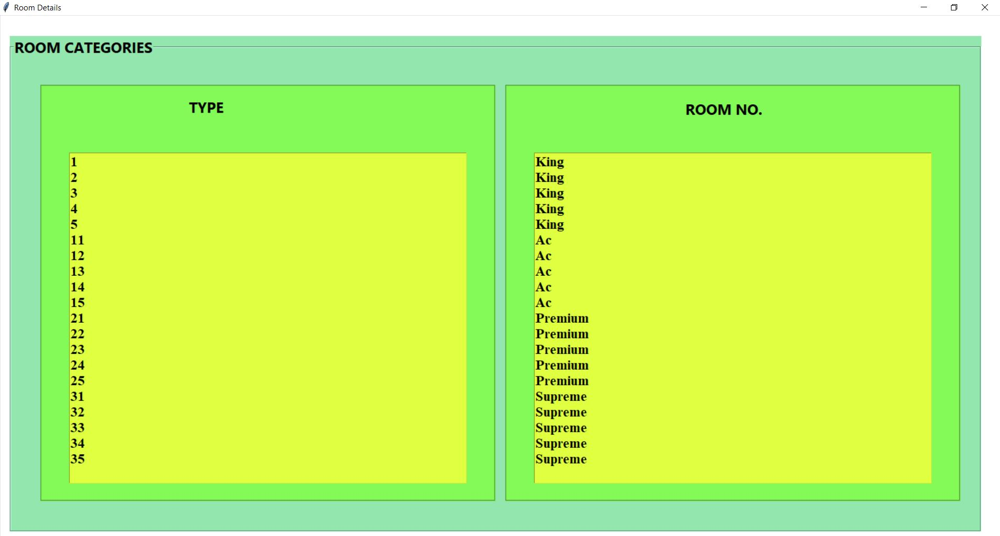 Room Details
ROOM CATEGORIES
TYPE
1
2
3
4
5
11
12
13
14
15
21
22
23
24
25
31
32
33
34
35
ROOM NO.
King
King
King
King
King
Ac
Ac
Ac
Ac
Ac
Premium
Premium
Premium
Premium
Premium
Supreme
Supreme
Supreme
Supreme
Supreme